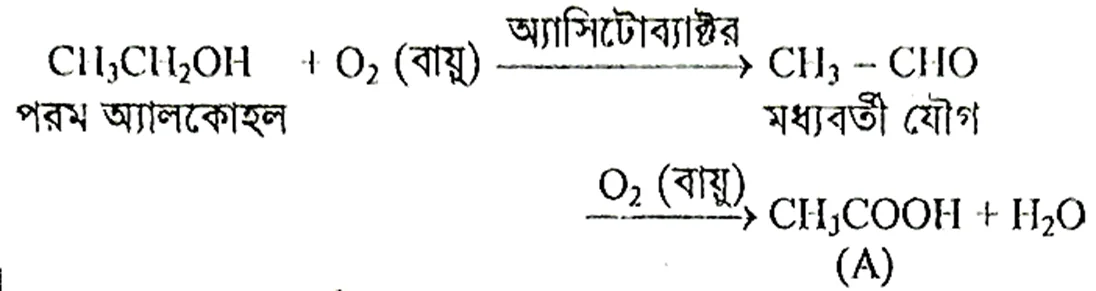 CH₃CH₂OH + O₂ (বায়ু) অ্যাসিটোব্যাক্টর → CH₃ – CHO
পরম অ্যালকোহল মধ্যবর্তী যৌগ
O₂ (বায়ু) → CH₃COOH + H₂O
(A)